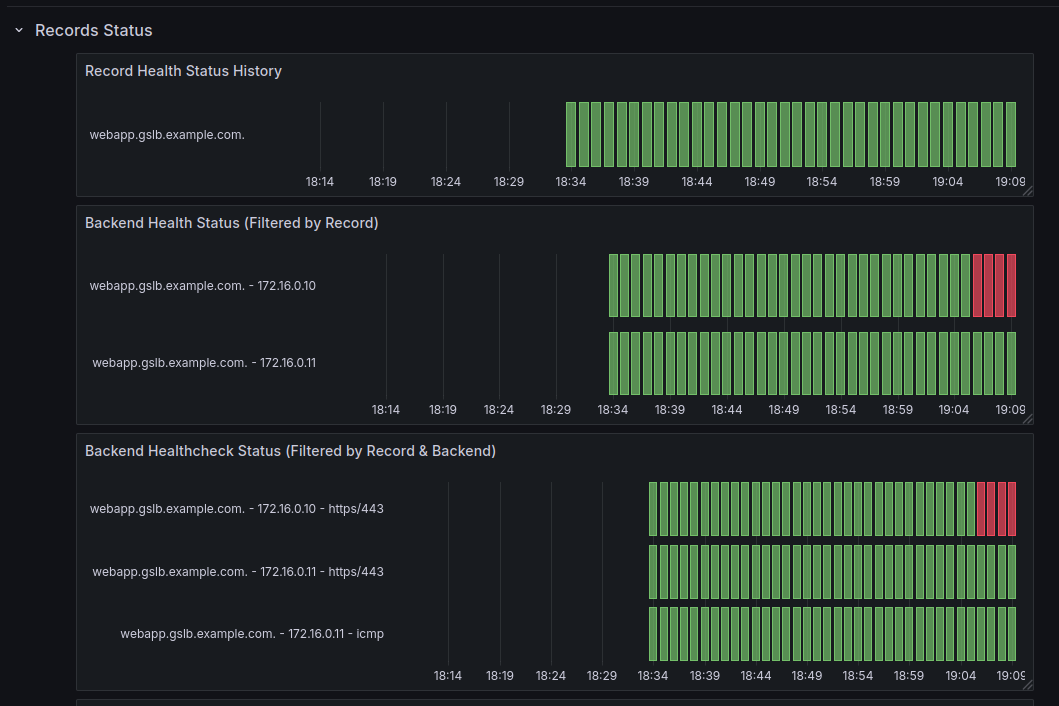 Records Status
Record Health Status History
webapp.gslb.example.com.
18:14 18:19 18:24 18:29 18:34 18:39 18:44 18:49 18:54 18:59 19:04 19:09
Backend Health Status (Filtered by Record)
webapp.gslb.example.com. - 172.16.0.10
webapp.gslb.example.com. - 172.16.0.11
18:14 18:19 18:24 18:29 18:34 18:39 18:44 18:49 18:54 18:59 19:04 19:09
Backend Healthcheck Status (Filtered by Record & Backend)
webapp.gslb.example.com. - 172.16.0.10 - https/443
webapp.gslb.example.com. - 172.16.0.11 - https/443
webapp.gslb.example.com. - 172.16.0.11 - icmp
18:14 18:19 18:24 18:29 18:34 18:39 18:44 18:49 18:54 18:59 19:04 19:09